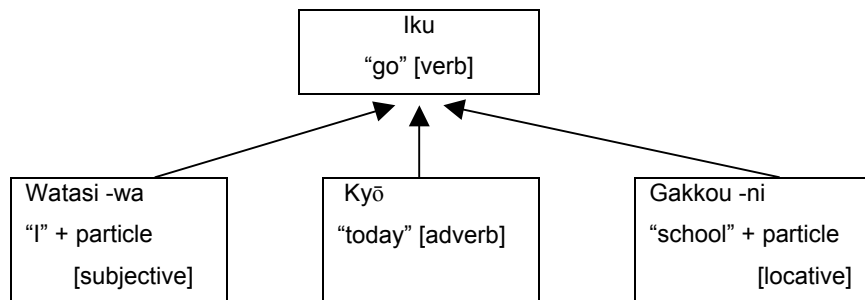 Iku
“go” [verb]
Watasi -wa
“I” + particle
[subjective]
Kyō
“today” [adverb]
Gakkou -ni
“school” + particle
[locative]